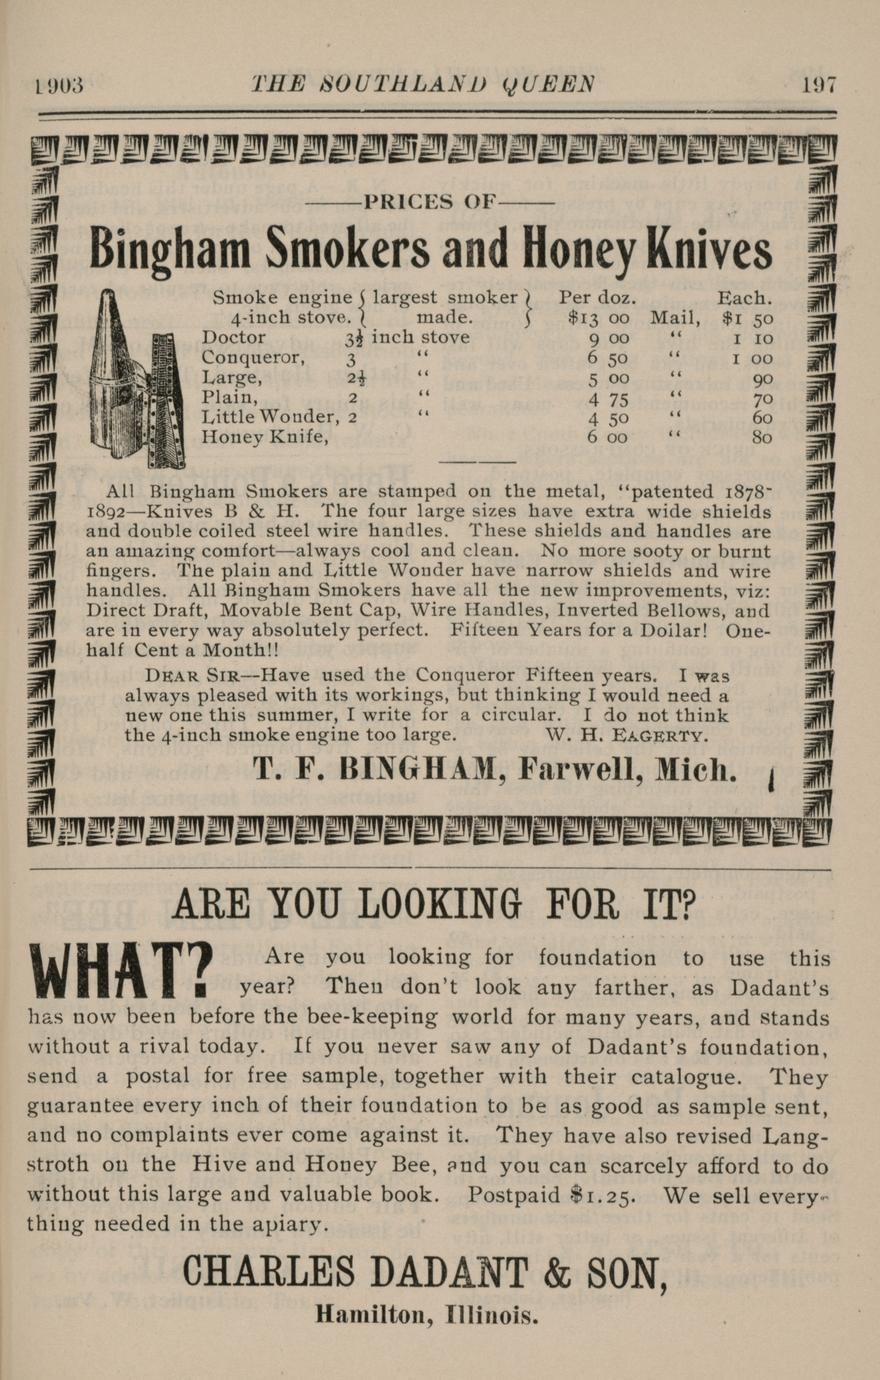 1903 THE SOUTHLAND QUEEN 197
——PRICES OF——
Bingham Smokers and Honey Knives
Smoke engine { largest smoker } Per doz. Each.
4-inch stove. { made. } $13 00 Mail, $1 50
Doctor 3½ inch stove 9 00 “ 1 10
Conqueror, 3 “ 6 50 “ 1 00
Large, 2½ “ 5 00 “ 90
Plain, 2 “ 4 75 “ 70
Little Wonder, 2 “ 4 50 “ 60
Honey Knife, 6 00 “ 80
All Bingham Smokers are stamped on the metal, “patented 1878-
1892—Knives B & H. The four large sizes have extra wide shields
and double coiled steel wire handles. These shields and handles are
an amazing comfort—always cool and clean. No more sooty or burnt
fingers. The plain and Little Wonder have narrow shields and wire
handles. All Bingham Smokers have all the new improvements, viz:
Direct Draft, Movable Bent Cap, Wire Handles, Inverted Bellows, and
are in every way absolutely perfect. Fifteen Years for a Doilar! One-
half Cent a Month!!
DEAR SIR—Have used the Conqueror Fifteen years. I was
always pleased with its workings, but thinking I would need a
new one this summer, I write for a circular. I do not think
the 4-inch smoke engine too large. W. H. EAGERTY.
T. F. BINGHAM, Farwell, Mich.
ARE YOU LOOKING FOR IT?
WHAT? Are you looking for foundation to use this
year? Then don't look any farther, as Dadant's
has now been before the bee-keeping world for many years, and stands
without a rival today. If you never saw any of Dadant's foundation,
send a postal for free sample, together with their catalogue. They
guarantee every inch of their foundation to be as good as sample sent,
and no complaints ever come against it. They have also revised Lang-
stroth on the Hive and Honey Bee, and you can scarcely afford to do
without this large and valuable book. Postpaid $1.25. We sell every-
thing needed in the apiary.
CHARLES DADANT & SON,
Hamilton, Illinois.